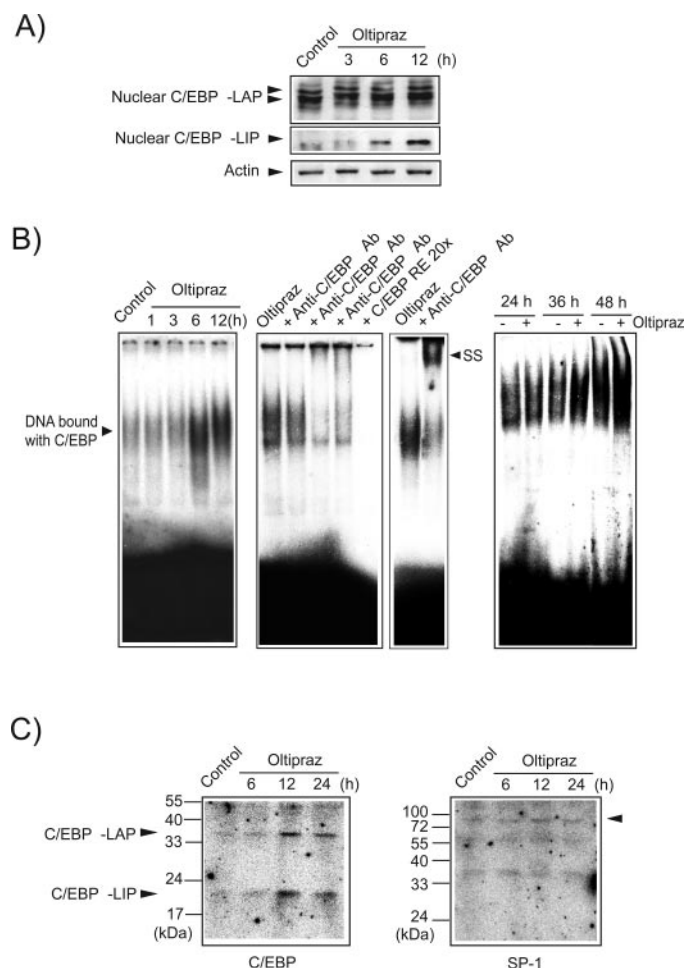 A)
Control
Oltipraz
3 6 12 (h)
Nuclear C/EBP -LAP
Nuclear C/EBP -LIP
Actin
B)
Control
Oltipraz
1 3 6 12(h)
Oltipraz
+ Anti-C/EBP Ab
+ Anti-C/EBP Ab
+ Anti-C/EBP Ab
+ C/EBP RE 20x
Oltipraz
+ Anti-C/EBP Ab
SS
24 h 36 h 48 h
- + - + - + Oltipraz
DNA bound
with C/EBP
C)
Control
Oltipraz
6 12 24 (h)
55
40
C/EBP -LAP
33
24
C/EBP -LIP
17
(kDa)
C/EBP
Control
Oltipraz
6 12 24 (h)
100
72
55
40
33
24
(kDa)
SP-1